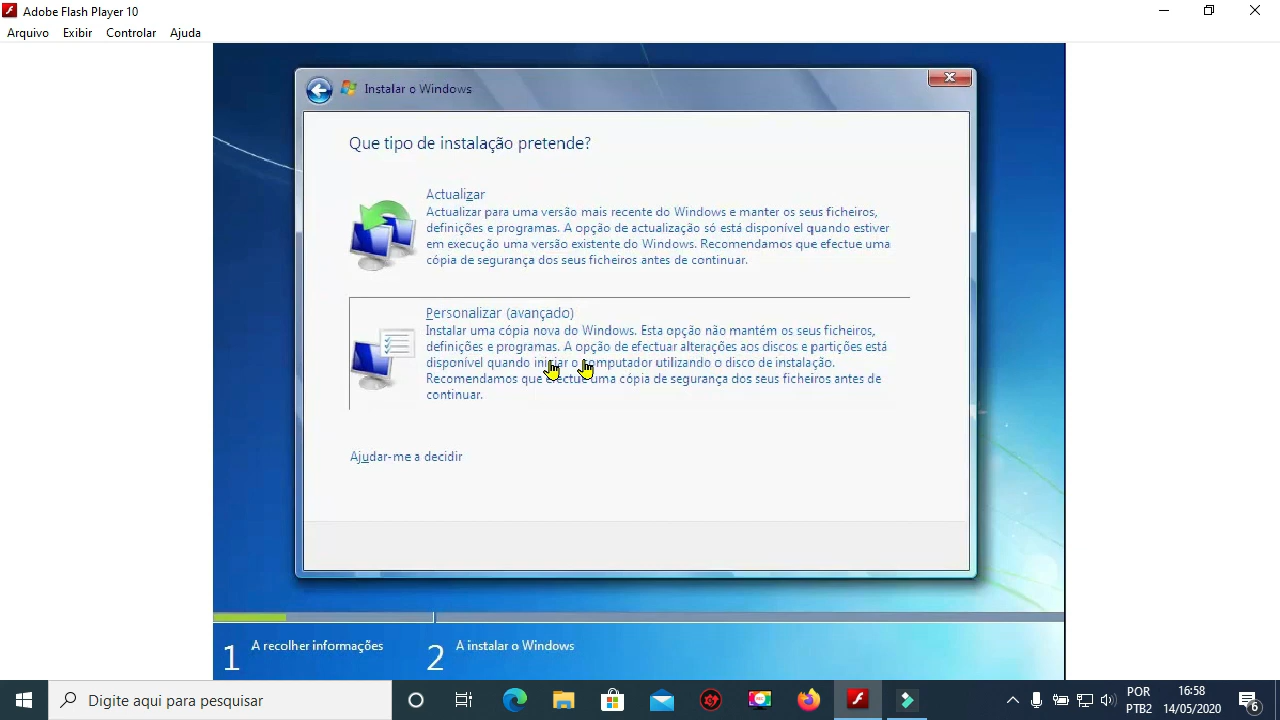 Adobe Flash Player 10
Arquivo Exibir Controlar Ajuda
Instalar o Windows
Que tipo de instalação pretende?
Actualizar
Actualizar para uma versão mais recente do Windows e manter os seus ficheiros,
definições e programas. A opção de actualização só está disponível quando estiver
em execução uma versão existente do Windows. Recomendamos que efectue uma
cópia de segurança dos seus ficheiros antes de continuar.
Personalizar (avançado)
Instalar uma cópia nova do Windows. Esta opção não mantém os seus ficheiros,
definições e programas. A opção de efectuar alterações aos discos e partições está
disponível quando iniciar o computador utilizando o disco de instalação.
Recomendamos que efectue uma cópia de segurança dos seus ficheiros antes de
continuar.
Ajudar-me a decidir
1 A recolher informações
2 A instalar o Windows
Digite aqui para pesquisar
POR
PTB2
16:58
14/05/2020
6